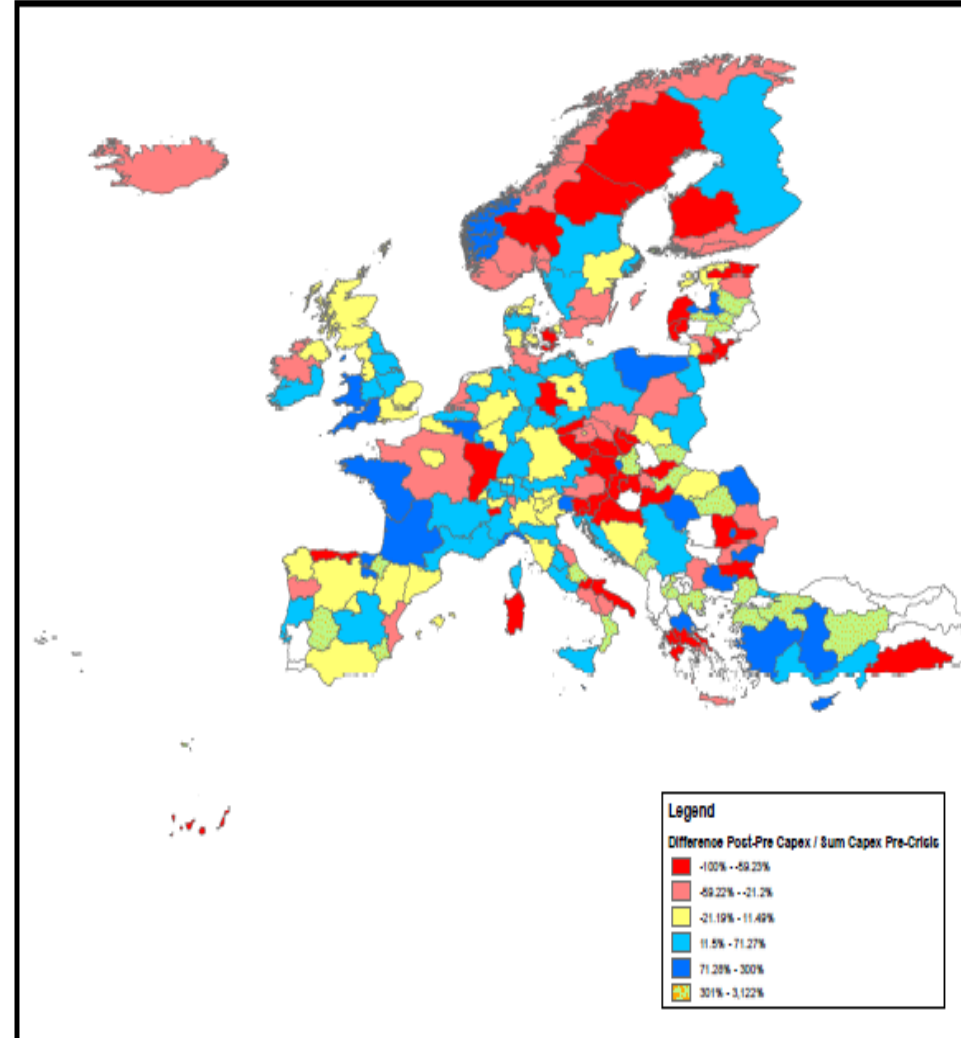 Legend
Difference Post-Pre Capex / Sum Capex Pre-Crisis
-100% - -59.23%
-59.22% - -21.2%
-21.19% - 11.49%
11.5% - 71.27%
71.28% - 300%
301% - 3,122%